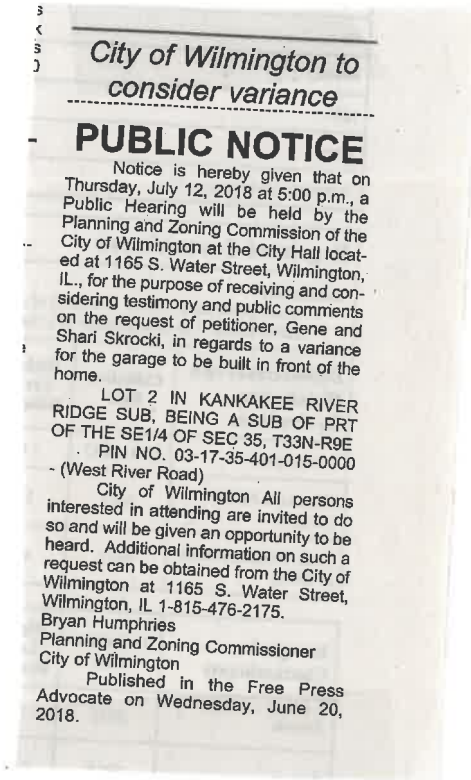 s
k
s
City of Wilmington to
consider variance
PUBLIC NOTICE
Notice is hereby given that on
Thursday, July 12, 2018 at 5:00 p.m., a
Public Hearing will be held by the
Planning and Zoning Commission of the
City of Wilmington at the City Hall locat-
ed at 1165 S. Water Street, Wilmington,
IL., for the purpose of receiving and con-
sidering testimony and public comments
on the request of petitioner, Gene and
Shari Skrocki, in regards to a variance
for the garage to be built in front of the
home.
LOT 2 IN KANKAKEE RIVER
RIDGE SUB, BEING A SUB OF PRT
OF THE SE1/4 OF SEC 35, T33N-R9E
PIN NO. 03-17-35-401-015-0000
- (West River Road)
City of Wilmington All persons
interested in attending are invited to do
so and will be given an opportunity to be
heard. Additional information on such a
request can be obtained from the City of
Wilmington at 1165 S. Water Street,
Wilmington, IL 1-815-476-2175.
Bryan Humphries
Planning and Zoning Commissioner
City of Wilmington
Published in the Free Press
Advocate on Wednesday, June 20,
2018.